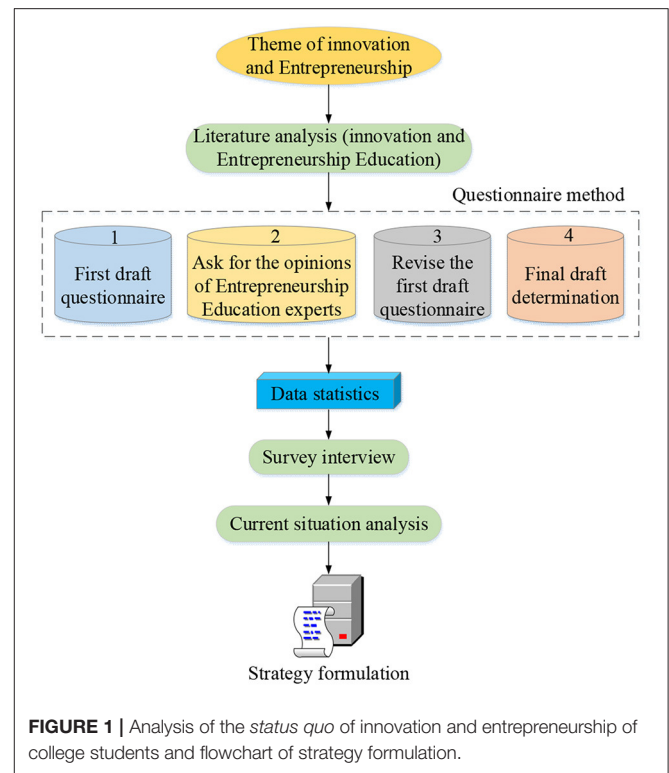 Theme of innovation
and Entrepreneurship
Literature analysis (innovation and
Entrepreneurship Education)
Questionnaire method
1
First draft
questionnaire
2
Ask for the opinions
of Entrepreneurship
Education experts
3
Revise the
first draft
questionnaire
4
Final draft
determination
Data statistics
Survey interview
Current situation analysis
Strategy formulation
FIGURE 1 | Analysis of the status quo of innovation and entrepreneurship of
college students and flowchart of strategy formulation.